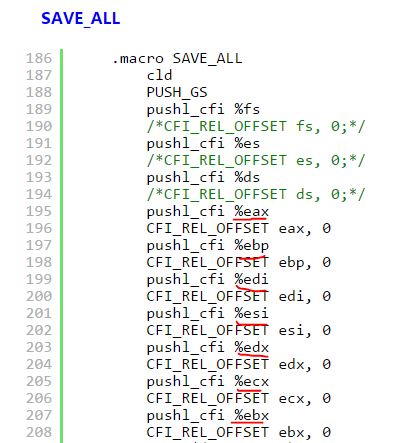 SAVE_ALL
186 .macro SAVE_ALL
187 cld
188 PUSH_GS
189 pushl_cfi %fs
190 /*CFI_REL_OFFSET fs, 0;*/
191 pushl_cfi %es
192 /*CFI_REL_OFFSET es, 0;*/
193 pushl_cfi %ds
194 /*CFI_REL_OFFSET ds, 0;*/
195 pushl_cfi %eax
196 CFI_REL_OFFSET eax, 0
197 pushl_cfi %ebp
198 CFI_REL_OFFSET ebp, 0
199 pushl_cfi %edi
200 CFI_REL_OFFSET edi, 0
201 pushl_cfi %esi
202 CFI_REL_OFFSET esi, 0
203 pushl_cfi %edx
204 CFI_REL_OFFSET edx, 0
205 pushl_cfi %ecx
206 CFI_REL_OFFSET ecx, 0
207 pushl_cfi %ebx
208 CFI_REL_OFFSET ebx, 0